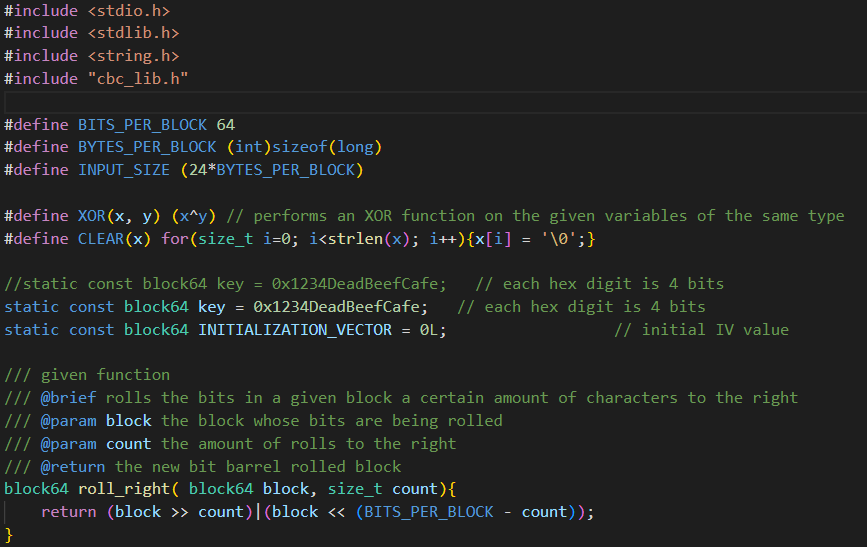 #include <stdio.h>
#include <stdlib.h>
#include <string.h>
#include "cbc_lib.h"
#define BITS_PER_BLOCK 64
#define BYTES_PER_BLOCK (int)sizeof(long)
#define INPUT_SIZE (24*BYTES_PER_BLOCK)
#define XOR(x, y) (x^y) // performs an XOR function on the given variables of the same type
#define CLEAR(x) for(size_t i=0; i<strlen(x); i++){x[i] = '\0';}
//static const block64 key = 0x1234DeadBeefCafe;   // each hex digit is 4 bits
static const block64 key = 0x1234DeadBeefCafe;   // each hex digit is 4 bits
static const block64 INITIALIZATION_VECTOR = 0L;                  // initial IV value
/// given function
/// @brief rolls the bits in a given block a certain amount of characters to the right
/// @param block the block whose bits are being rolled
/// @param count the amount of rolls to the right
/// @return the new bit barrel rolled block
block64 roll_right( block64 block, size_t count){
    return (block >> count)|(block << (BITS_PER_BLOCK - count));
}